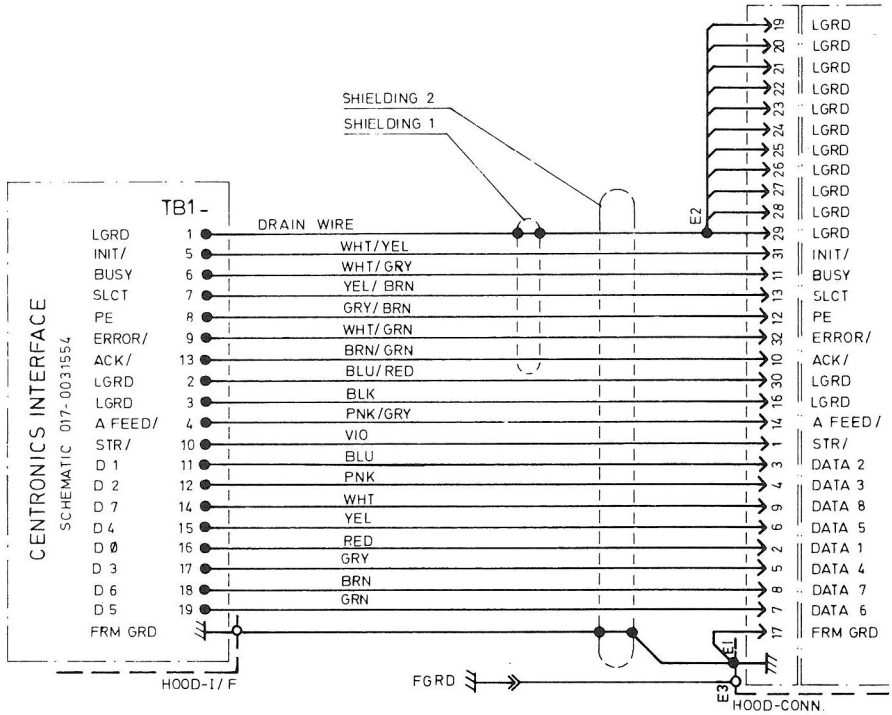 19 LGRD
20 LGRD
21 LGRD
22 LGRD
SHIELDING 2
23 LGRD
SHIELDING 1
24 LGRD
25 LGRD
26 LGRD
27 LGRD
28 LGRD
TB1-
E2
CENTRONICS INTERFACE
SCHEMATIC 017-0031554
LGRD 1 DRAIN WIRE 29 LGRD
INIT/ 5 WHT/YEL 31 INIT/
BUSY 6 WHT/GRY 11 BUSY
SLCT 7 YEL/BRN 13 SLCT
PE 8 GRY/BRN 12 PE
ERROR/ 9 WHT/GRN 32 ERROR/
ACK/ 13 BRN/GRN 10 ACK/
LGRD 2 BLU/RED 30 LGRD
LGRD 3 BLK 16 LGRD
A FEED/ 4 PNK/GRY 14 A FEED/
STR/ 10 VIO 1 STR/
D 1 11 BLU 3 DATA 2
D 2 12 PNK 4 DATA 3
D 7 14 WHT 9 DATA 8
D 4 15 YEL 6 DATA 5
D 0 16 RED 2 DATA 1
D 3 17 GRY 5 DATA 4
D 6 18 BRN 8 DATA 7
D 5 19 GRN 7 DATA 6
FRM GRD 17 FRM GRD
E1
HOOD-I/F
FGRD
E3
HOOD-CONN.